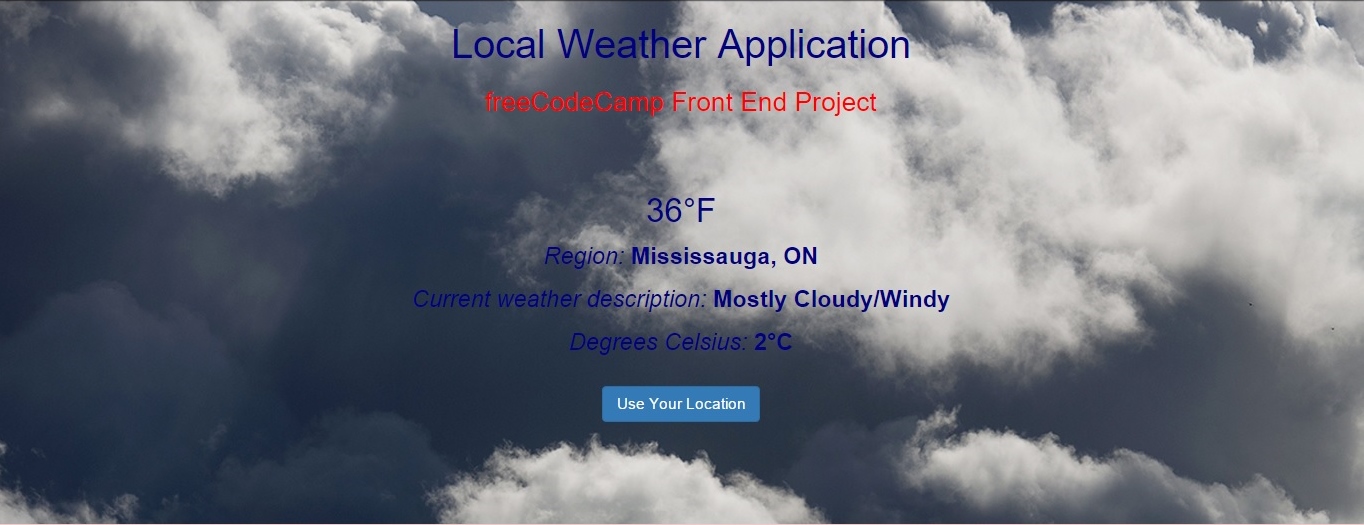 Local Weather Application
freeCodeCamp Front End Project
36°F
Region: Mississauga, ON
Current weather description: Mostly Cloudy/Windy
Degrees Celsius: 2°C
Use Your Location